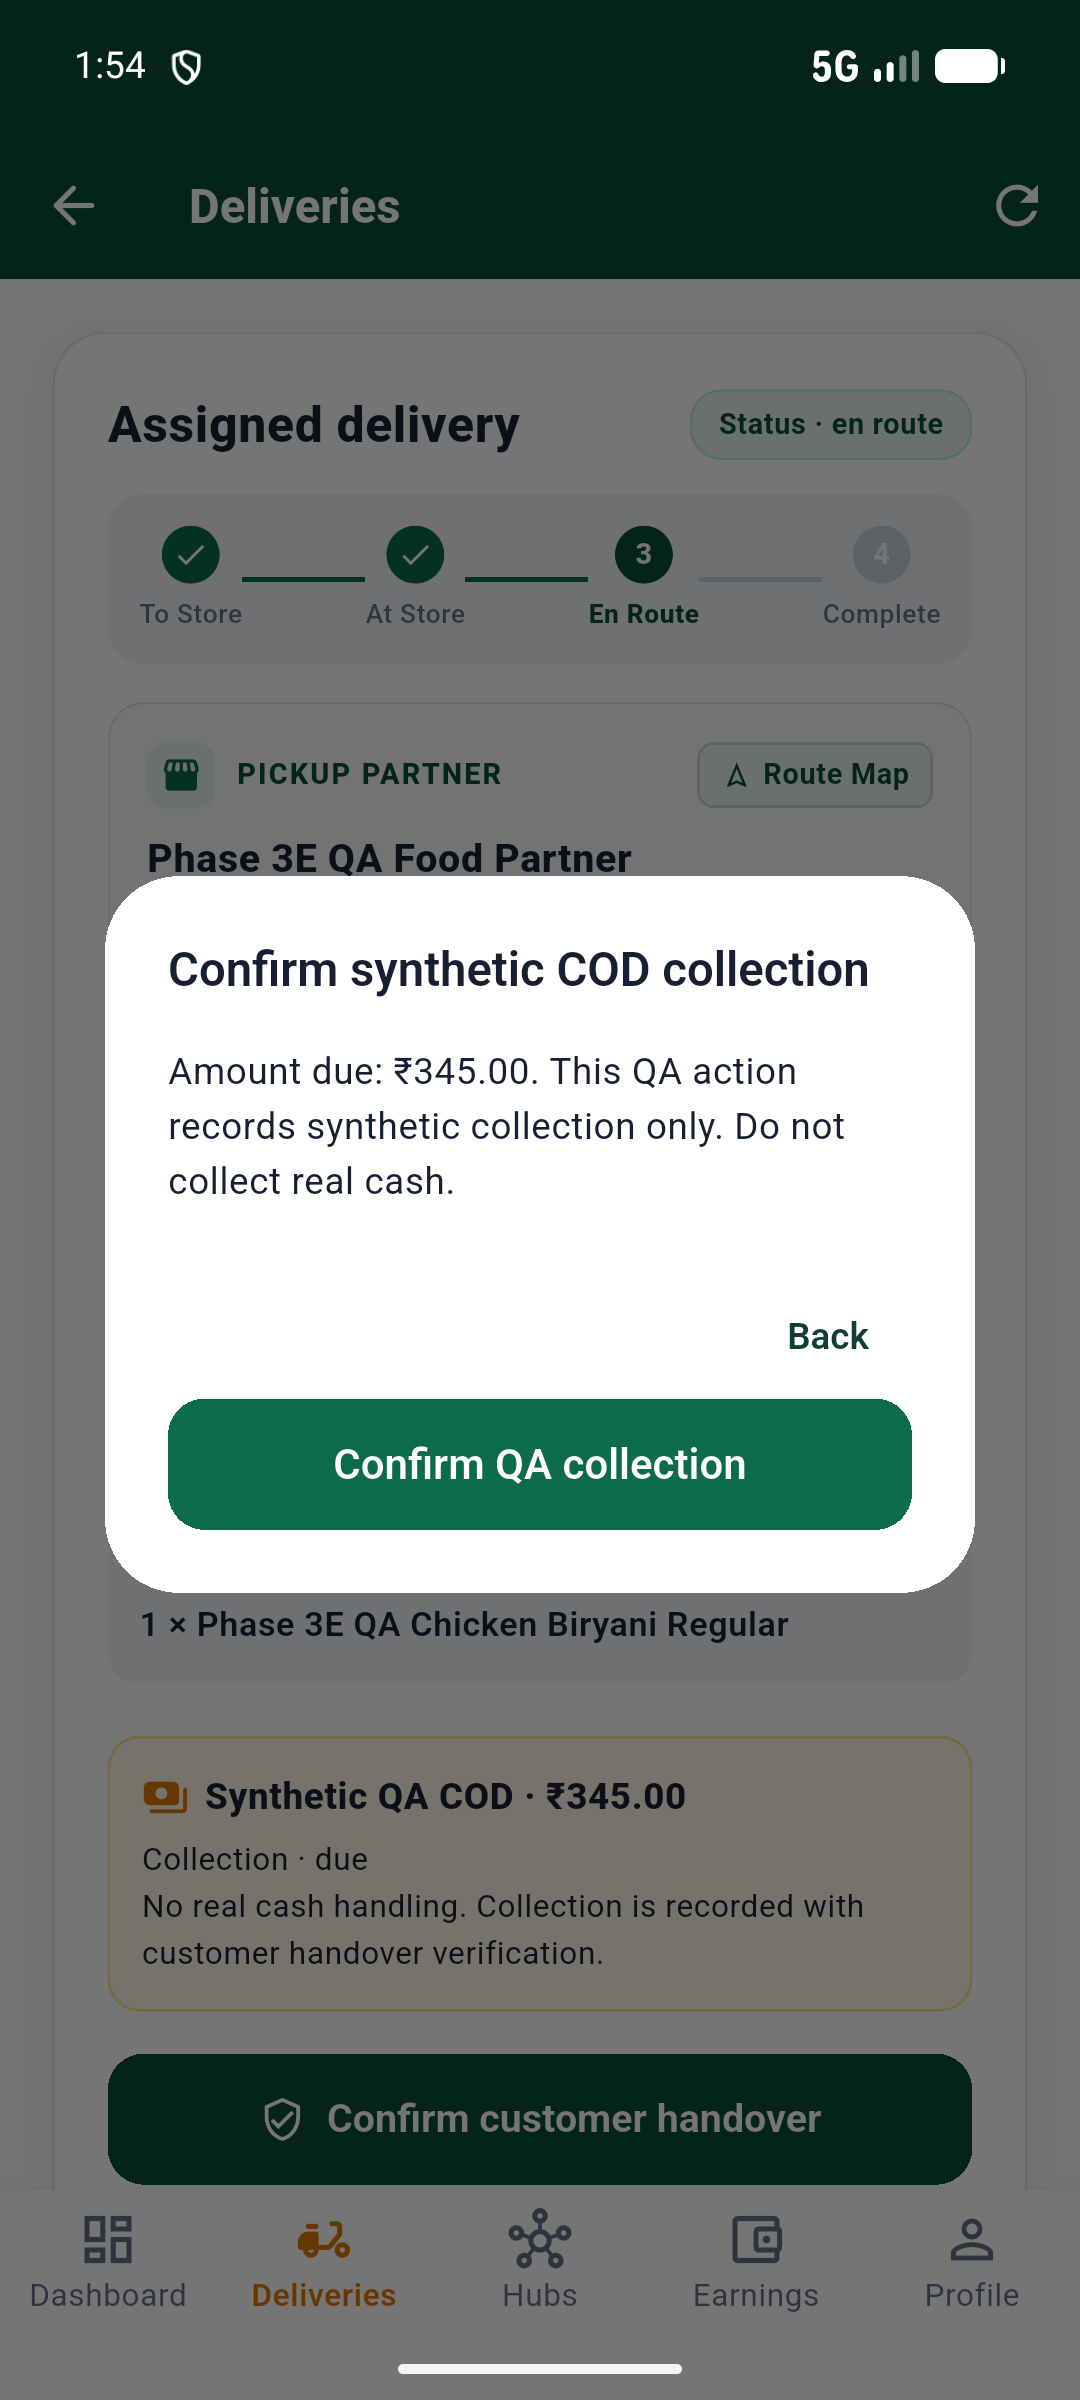 1:54
5G
Deliveries
Assigned delivery
Status · en route
3
4
To Store
At Store
En Route
Complete
PICKUP PARTNER
Route Map
Phase 3E QA Food Partner
Confirm synthetic COD collection
Amount due: ₹345.00. This QA action
records synthetic collection only. Do not
collect real cash.
Back
Confirm QA collection
1 × Phase 3E QA Chicken Biryani Regular
Synthetic QA COD · ₹345.00
Collection · due
No real cash handling. Collection is recorded with
customer handover verification.
Confirm customer handover
Dashboard
Deliveries
Hubs
Earnings
Profile